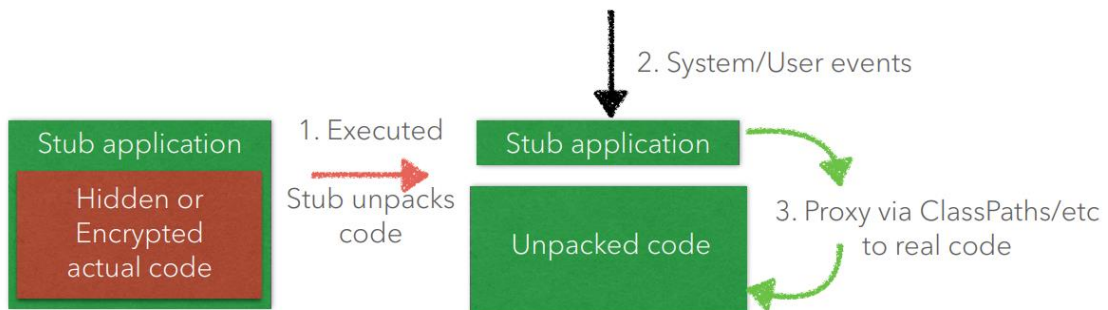 2. System/User events
Stub application
Hidden or
Encrypted
actual code
1. Executed
Stub unpacks
code
Stub application
Unpacked code
3. Proxy via ClassPaths/etc
to real code